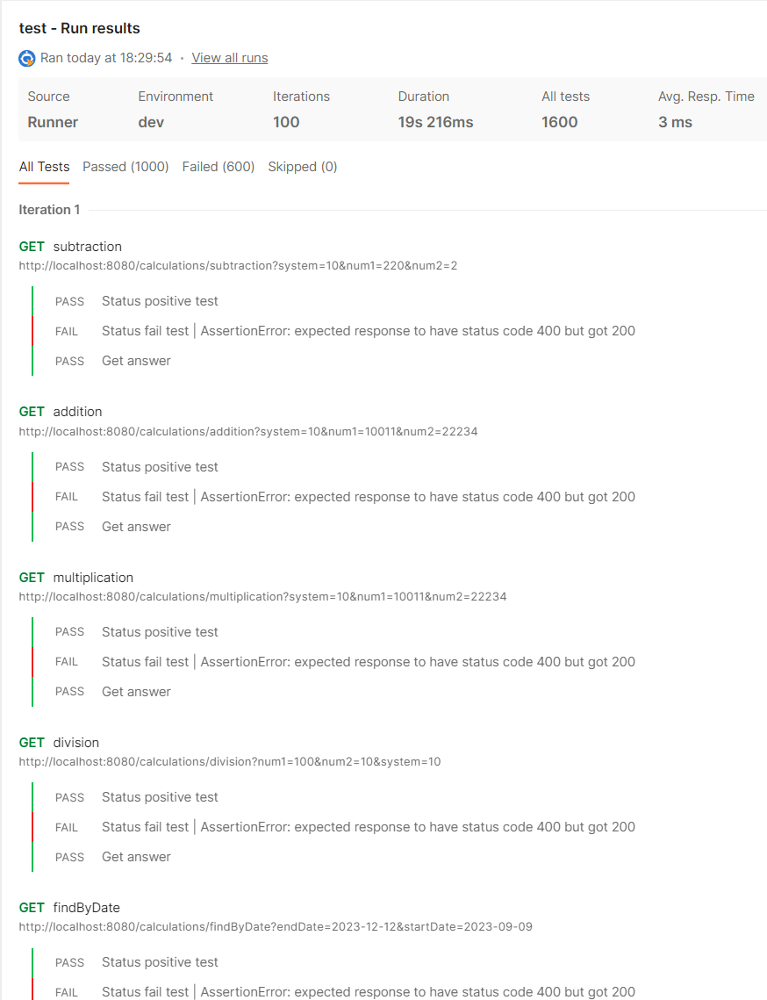 test - Run results
Ran today at 18:29:54 · View all runs
Source Environment Iterations Duration All tests Avg. Resp. Time
Runner dev 100 19s 216ms 1600 3 ms
All Tests Passed (1000) Failed (600) Skipped (0)
Iteration 1
GET subtraction
http://localhost:8080/calculations/subtraction?system=10&num1=220&num2=2
PASS Status positive test
FAIL Status fail test | AssertionError: expected response to have status code 400 but got 200
PASS Get answer
GET addition
http://localhost:8080/calculations/addition?system=10&num1=10011&num2=22234
PASS Status positive test
FAIL Status fail test | AssertionError: expected response to have status code 400 but got 200
PASS Get answer
GET multiplication
http://localhost:8080/calculations/multiplication?system=10&num1=10011&num2=22234
PASS Status positive test
FAIL Status fail test | AssertionError: expected response to have status code 400 but got 200
PASS Get answer
GET division
http://localhost:8080/calculations/division?num1=100&num2=10&system=10
PASS Status positive test
FAIL Status fail test | AssertionError: expected response to have status code 400 but got 200
PASS Get answer
GET findByDate
http://localhost:8080/calculations/findByDate?endDate=2023-12-12&startDate=2023-09-09
PASS Status positive test
FAIL Status fail test | AssertionError: expected response to have status code 400 but got 200